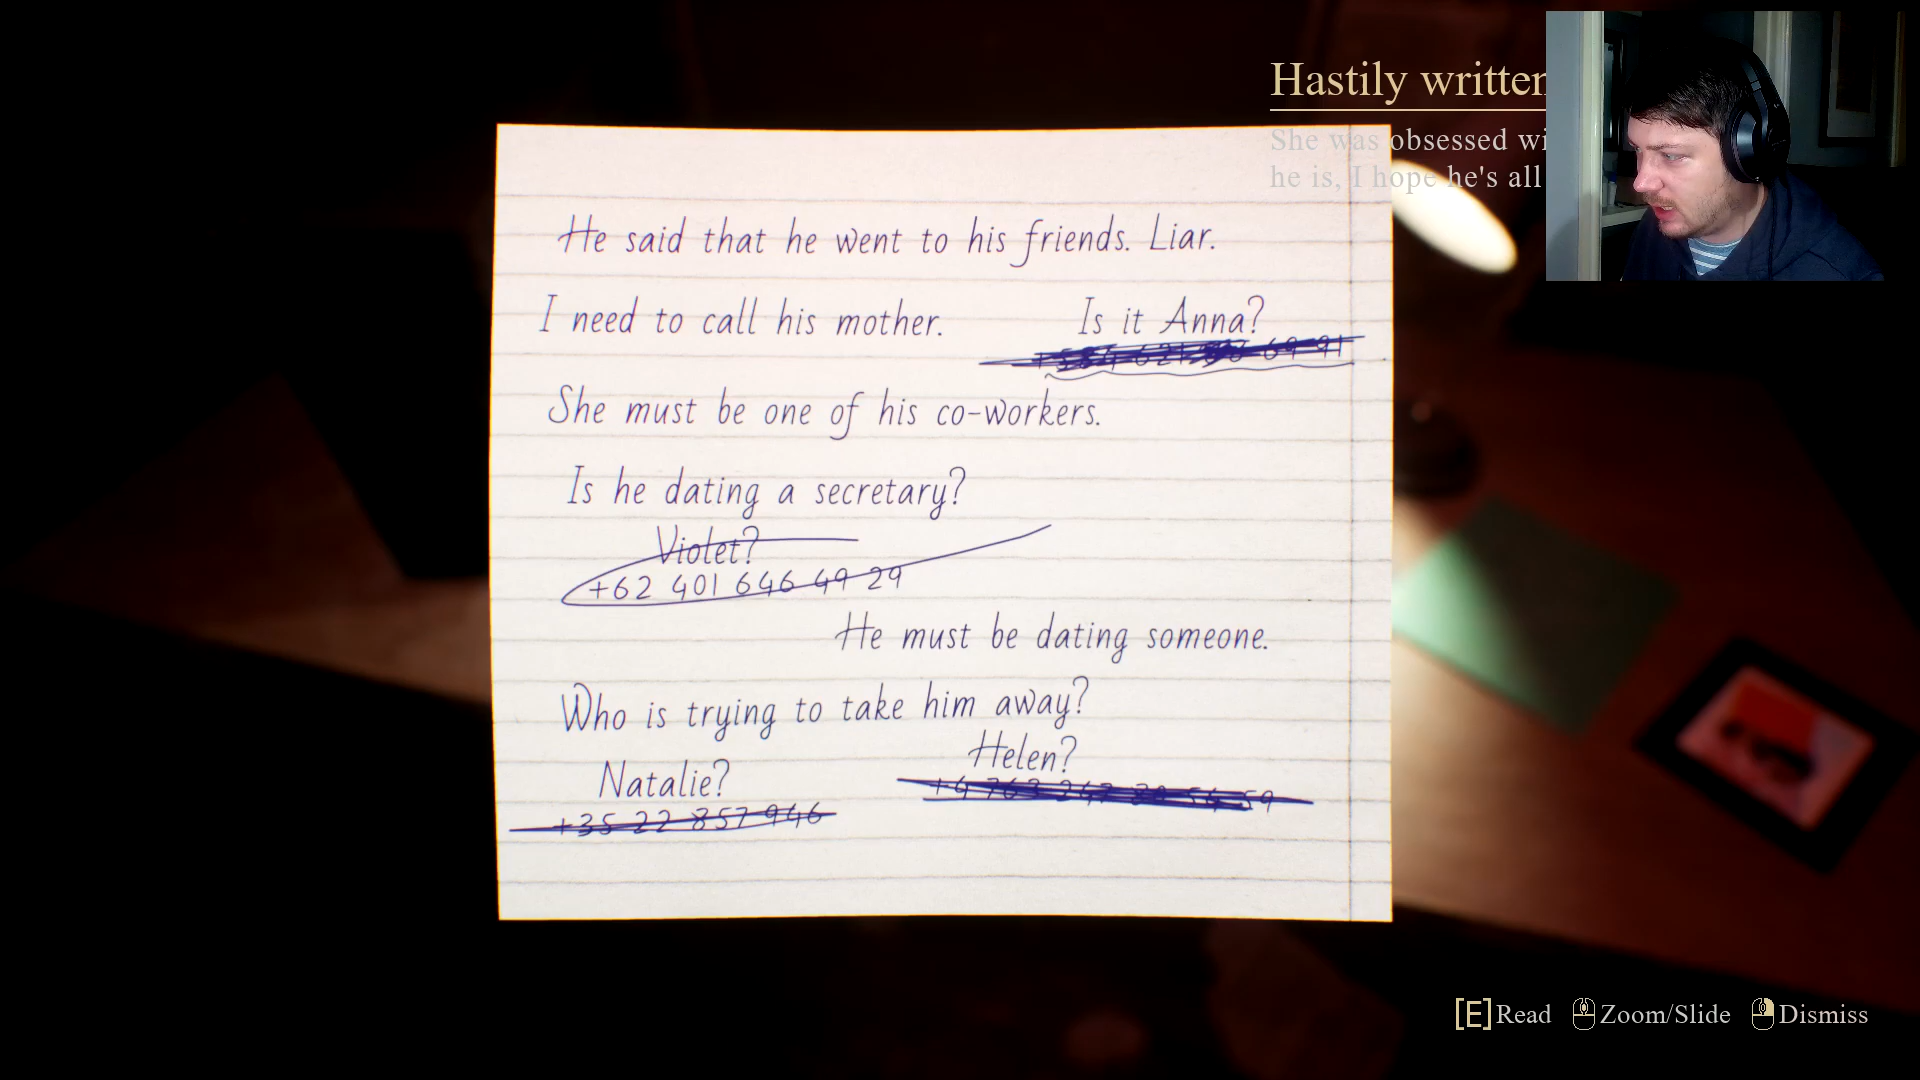 Hastily written
She was obsessed wi
he is, I hope he's all
He said that he went to his friends. Liar.
I need to call his mother.
Is it Anna?
She must be one of his co-workers.
Is he dating a secretary?
Violet?
+62 401 646 49 29
He must be dating someone.
Who is trying to take him away?
Helen?
Natalie?
+35 22 857 946
[E] Read
Zoom/Slide
Dismiss